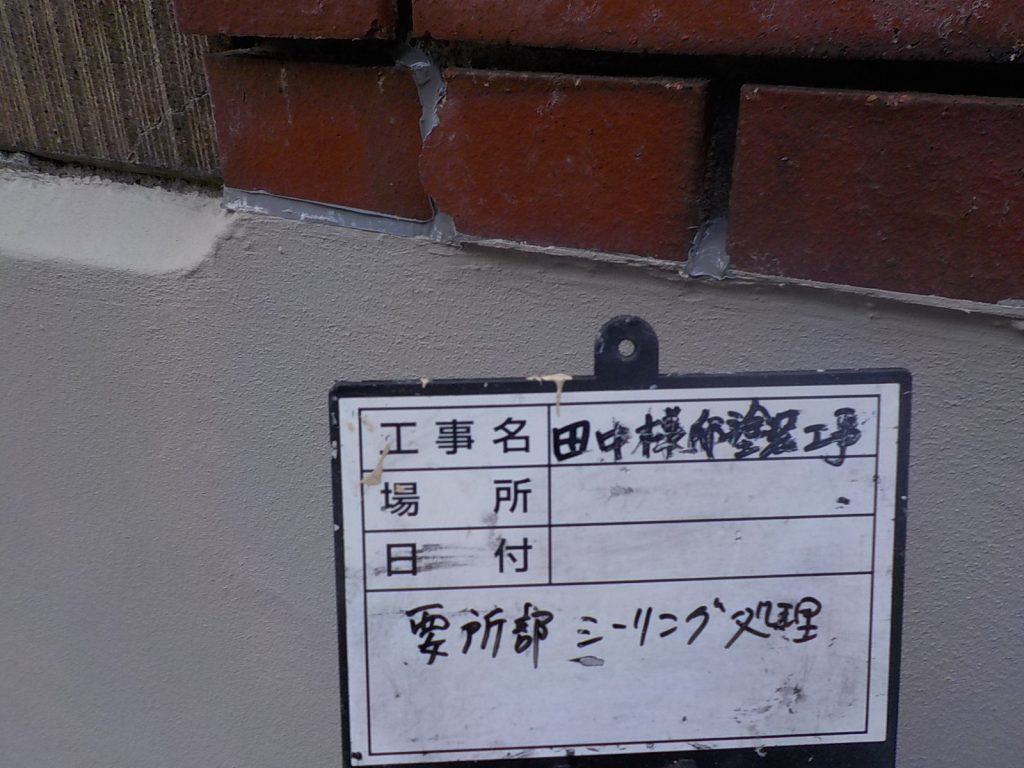 工事名 田中様邸塗装工事
場所
日付
要所部 シーリング処理